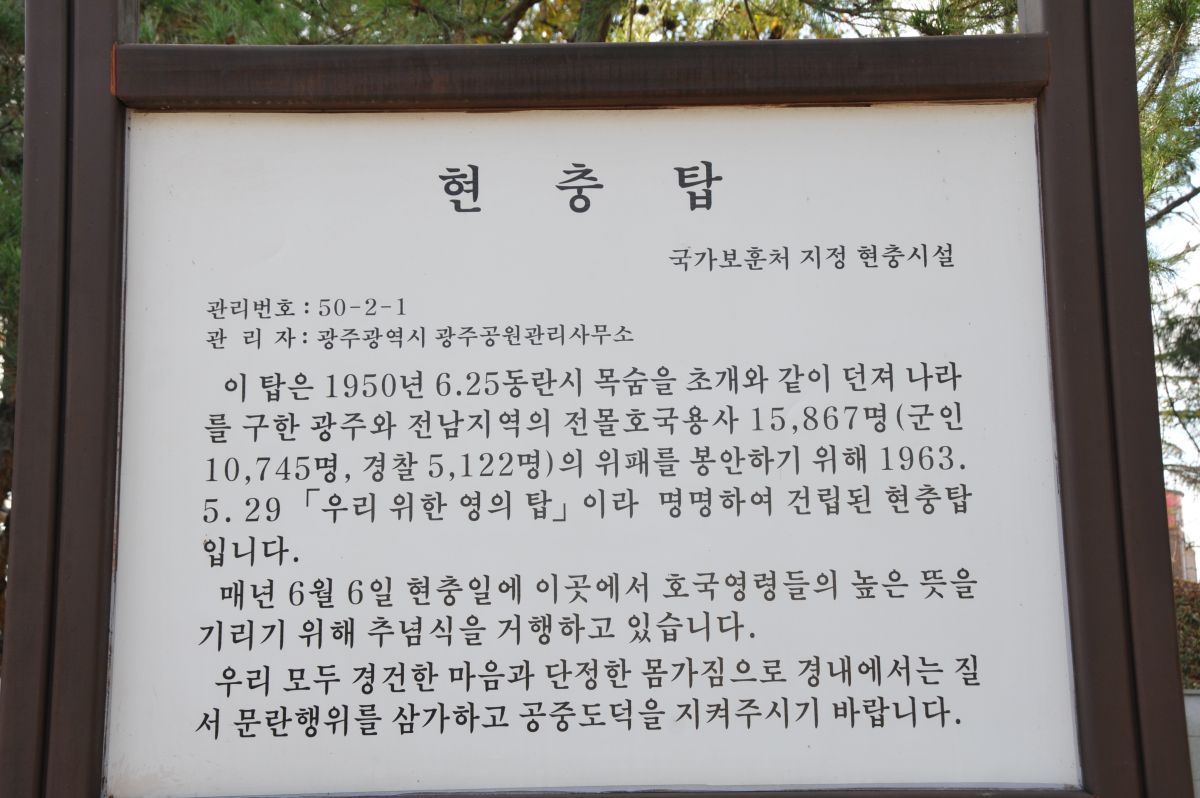 현 충 탑
국가보훈처 지정 현충시설
관리번호 : 50-2-1
관 리 자 : 광주광역시 광주공원관리사무소
이 탑은 1950년 6.25동란시 목숨을 초개와 같이 던져 나라
를 구한 광주와 전남지역의 전몰호국용사 15,867명(군인
10,745명, 경찰 5,122명)의 위패를 봉안하기 위해 1963.
5. 29 「우리 위한 영의 탑」이라 명명하여 건립된 현충탑
입니다.
매년 6월 6일 현충일에 이곳에서 호국영령들의 높은 뜻을
기리기 위해 추념식을 거행하고 있습니다.
우리 모두 경건한 마음과 단정한 몸가짐으로 경내에서는 질
서 문란행위를 삼가하고 공중도덕을 지켜주시기 바랍니다.